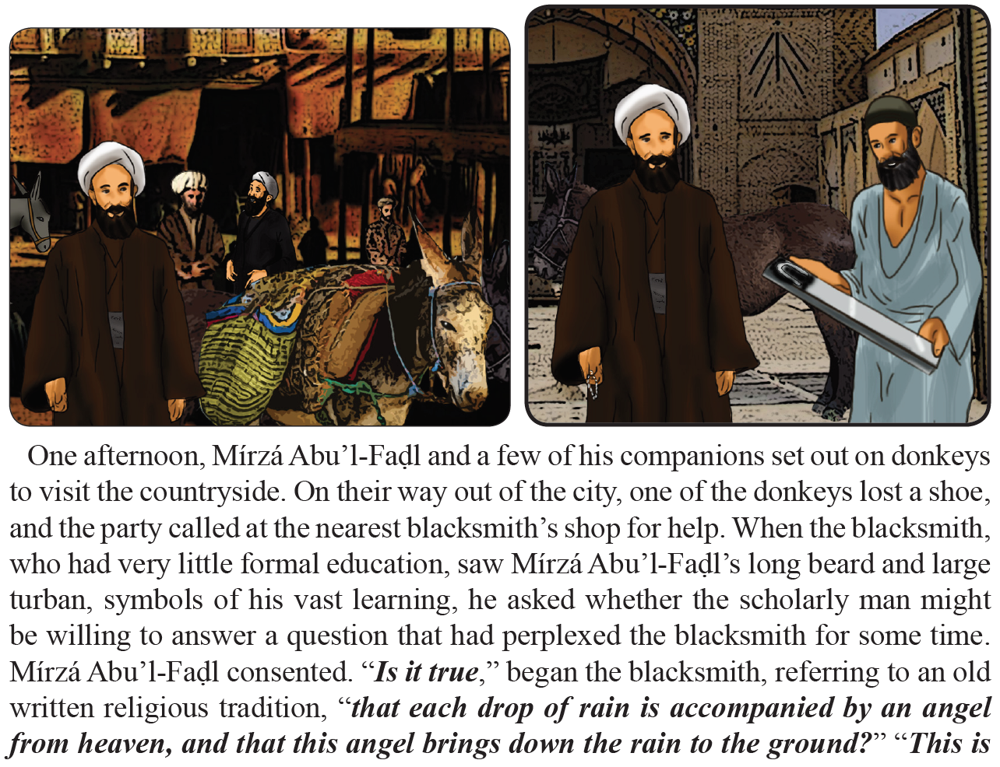 One afternoon, Mírzá Abu’l-Faḍl and a few of his companions set out on donkeys
to visit the countryside. On their way out of the city, one of the donkeys lost a shoe,
and the party called at the nearest blacksmith’s shop for help. When the blacksmith,
who had very little formal education, saw Mírzá Abu’l-Faḍl’s long beard and large
turban, symbols of his vast learning, he asked whether the scholarly man might
be willing to answer a question that had perplexed the blacksmith for some time.
Mírzá Abu’l-Faḍl consented. “Is it true,” began the blacksmith, referring to an old
written religious tradition, “that each drop of rain is accompanied by an angel
from heaven, and that this angel brings down the rain to the ground?” “This is